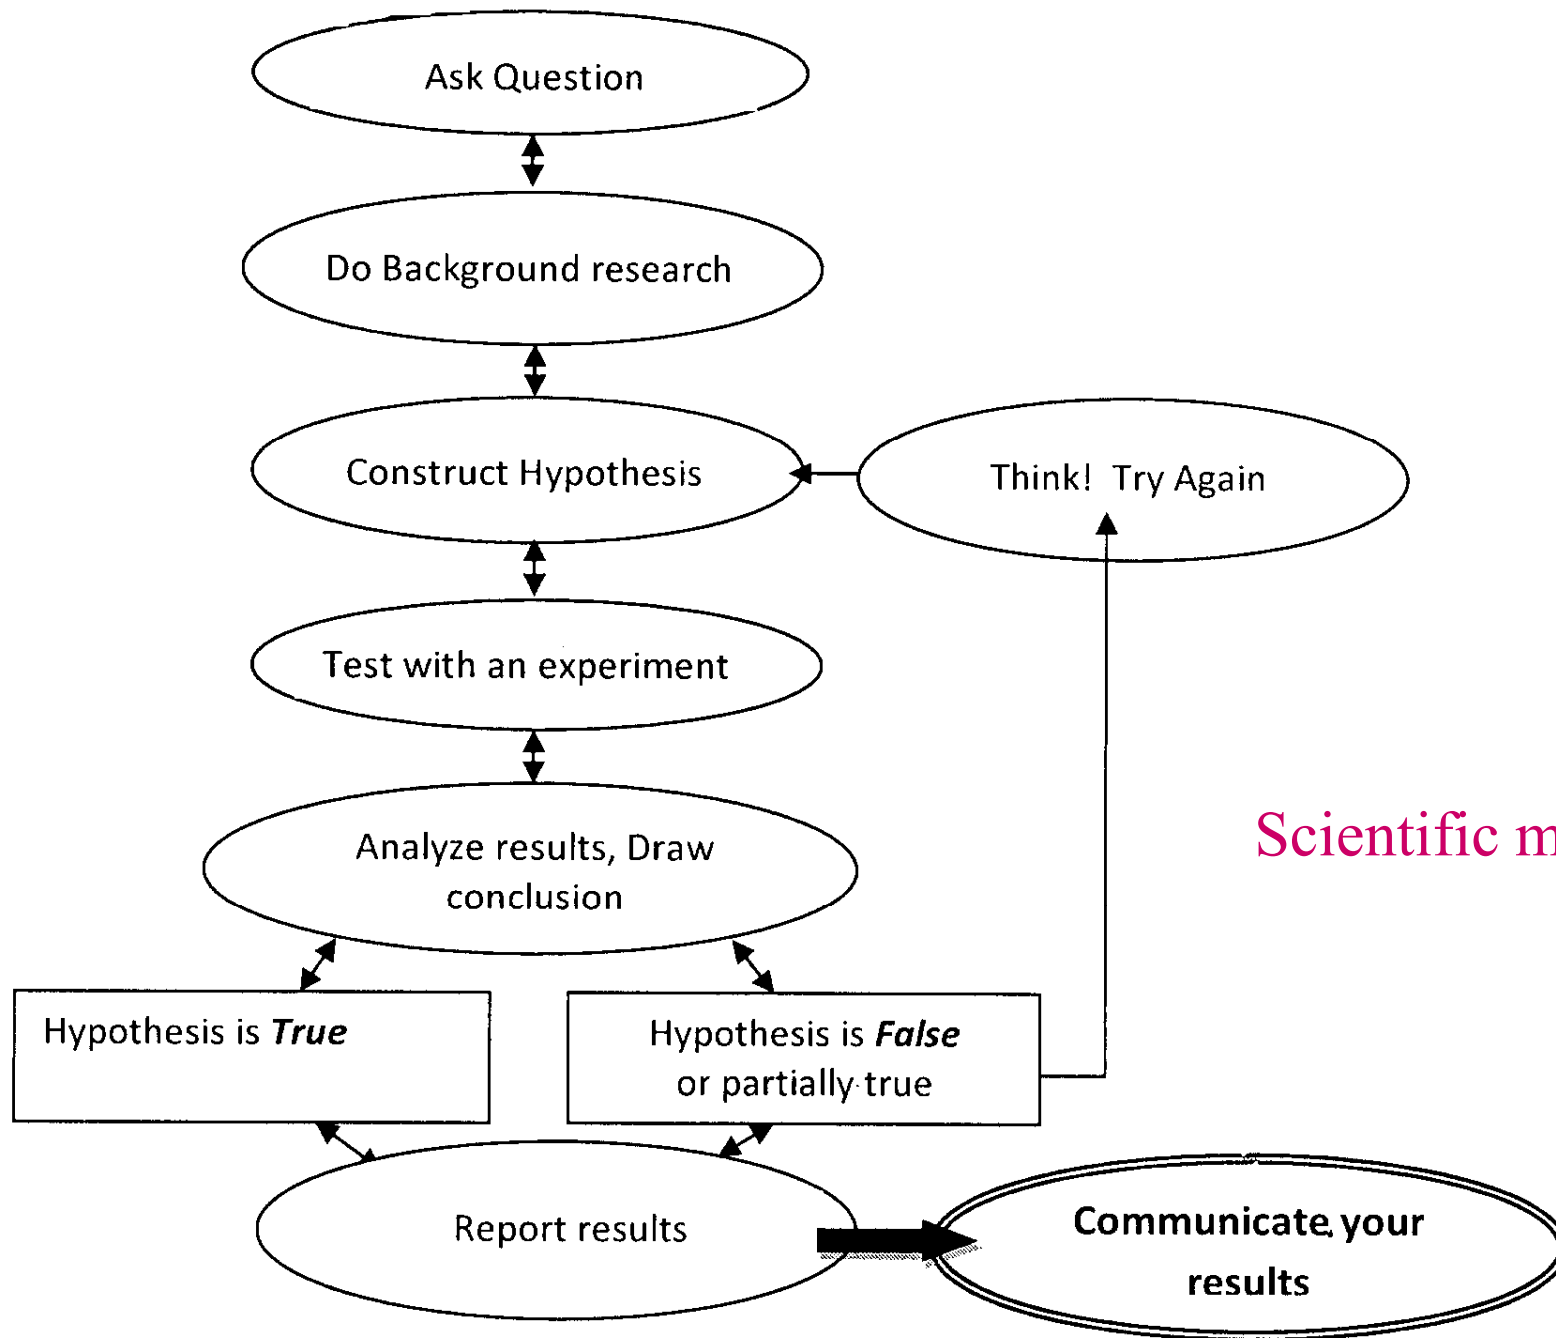 Ask Question
Do Background research
Construct Hypothesis
Think! Try Again
Test with an experiment
Analyze results, Draw
conclusion
Scientific m
Hypothesis is True
Hypothesis is False
or partially true
Report results
Communicate your
results